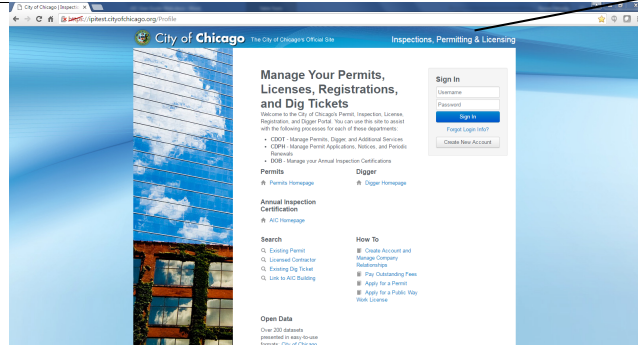 City of Chicago | Inspecti
https://ipitest.cityofchicago.org/Profile
City of Chicago The City of Chicago's Official Site Inspections, Permitting & Licensing
Manage Your Permits,
Licenses, Registrations,
and Dig Tickets
Welcome to the City of Chicago's Permit, Inspection, License,
Registration, and Digger Portal. You can use this site to assist
with the following processes for each of these departments:
• CDOT - Manage Permits, Digger, and Additional Services
• CDPH - Manage Permit Applications, Notices, and Periodic
Renewals
• DOB - Manage your Annual Inspection Certifications
Sign In
Username
Password
Sign In
Forgot Login Info?
Create New Account
Permits
Permits Homepage
Digger
Digger Homepage
Annual Inspection
Certification
AIC Homepage
Search
Existing Permit
Licensed Contractor
Existing Dig Ticket
Link to AIC Building
How To
Create Account and
Manage Company
Relationships
Pay Outstanding Fees
Apply for a Permit
Apply for a Public Way
Work License
Open Data
Over 200 datasets
presented in easy-to-use
formats. City of Chicago